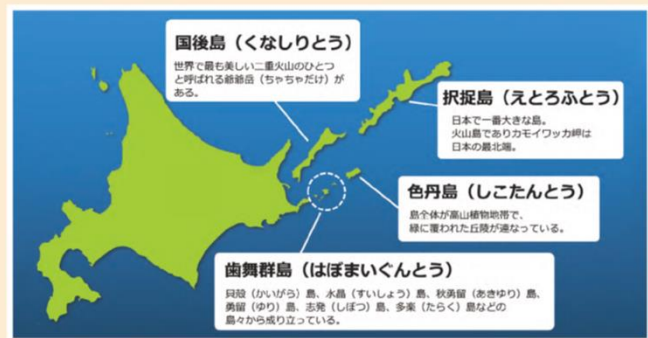 国後島（くなしりとう）
世界で最も美しい二重火山のひとつ
と呼ばれる爺爺岳（ちゃちゃだけ）が
ある。
択捉島（えとろふとう）
日本で一番大きな島。
火山島でありカモイワッカ岬は
日本の最北端。
色丹島（しこたんとう）
島全体が高山植物地帯で、
緑に覆われた丘陵が連なっている。
歯舞群島（はぼまいぐんとう）
貝殻（かいがら）島、水晶（すいしょう）島、秋勇留（あきゆり）島、
勇留（ゆり）島、志発（しぼつ）島、多楽（たらく）島などの
島々から成り立っている。